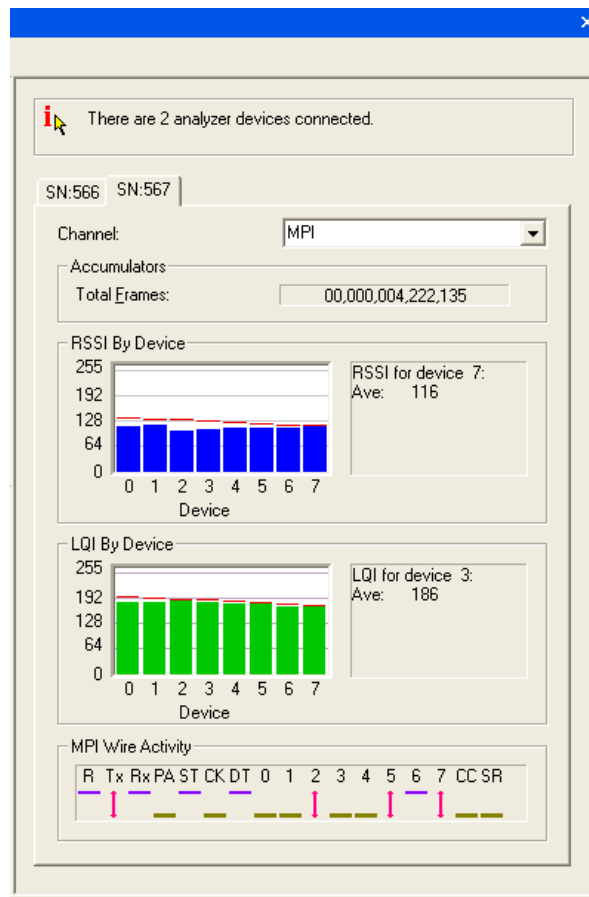 There are 2 analyzer devices connected.
SN:566 SN:567
Channel: MPI
Accumulators
Total Frames: 00,000,004,222,135
RSSI By Device
255
192
128
64
0
0 1 2 3 4 5 6 7
Device
RSSI for device 7:
Ave: 116
LQI By Device
255
192
128
64
0
0 1 2 3 4 5 6 7
Device
LQI for device 3:
Ave: 186
MPI Wire Activity
R Tx Rx PA ST CK DT 0 1 2 3 4 5 6 7 CC SR